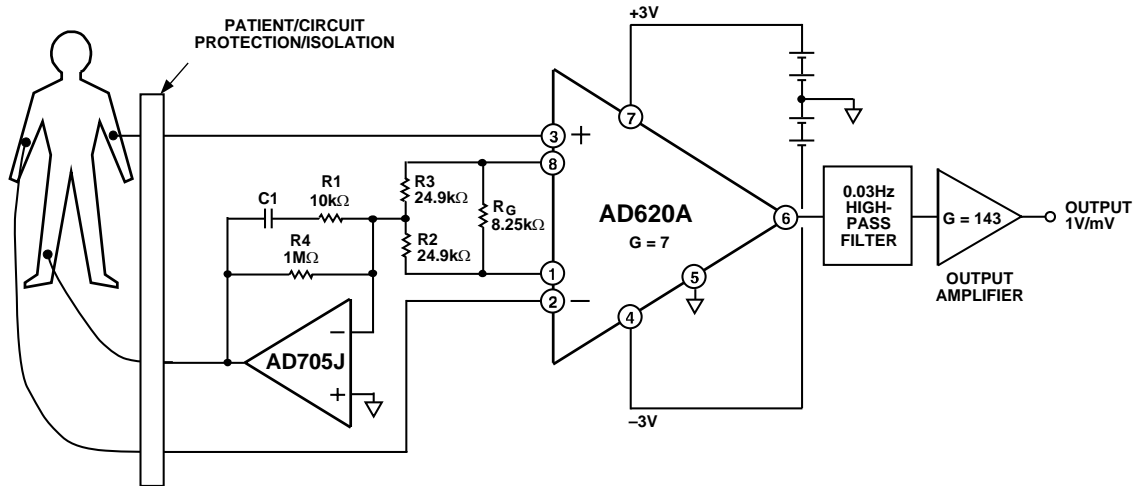 PATIENT/CIRCUIT
PROTECTION/ISOLATION
+3V
7
3
+
8
R1
10kΩ
C1
R3
24.9kΩ
RG
8.25kΩ
R4
1MΩ
R2
24.9kΩ
AD620A
G = 7
6
0.03Hz
HIGH-
PASS
FILTER
G = 143
OUTPUT
1V/mV
OUTPUT
AMPLIFIER
1
2
–
5
4
–
AD705J
+
–3V